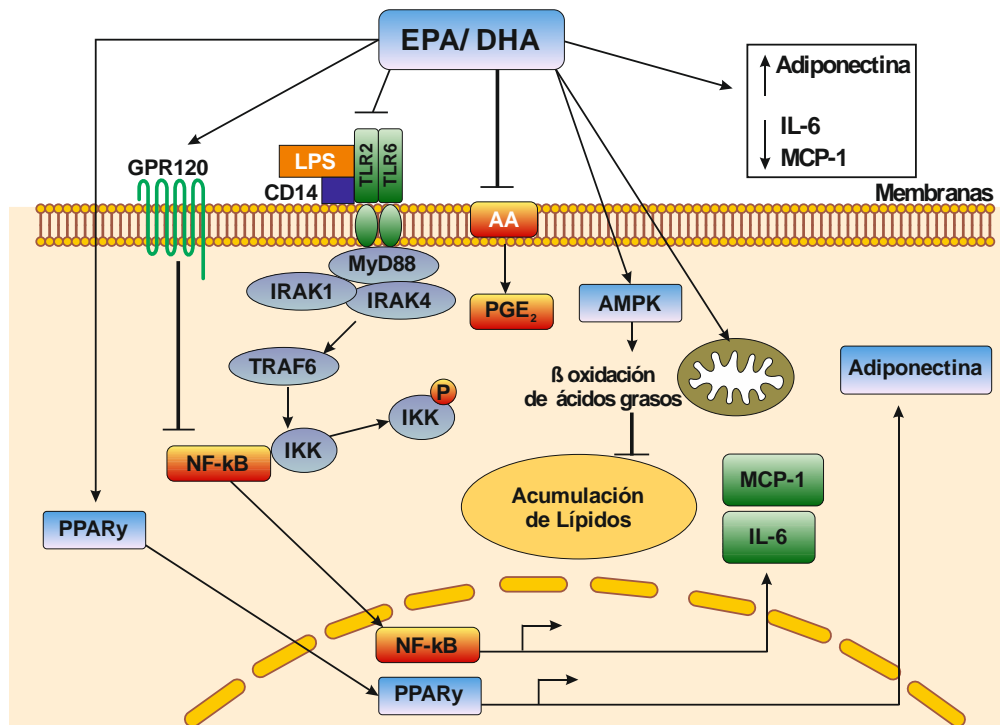 EPA/ DHA
Adiponectina
IL-6
MCP-1
GPR120
LPS
CD14
TLR2
TLR6
Membranas
AA
MyD88
IRAK1
IRAK4
PGE2
AMPK
TRAF6
ß oxidación
de ácidos grasos
Adiponectina
P
IKK
IKK
NF-kB
MCP-1
IL-6
Acumulación
de Lípidos
PPARy
NF-kB
PPARy